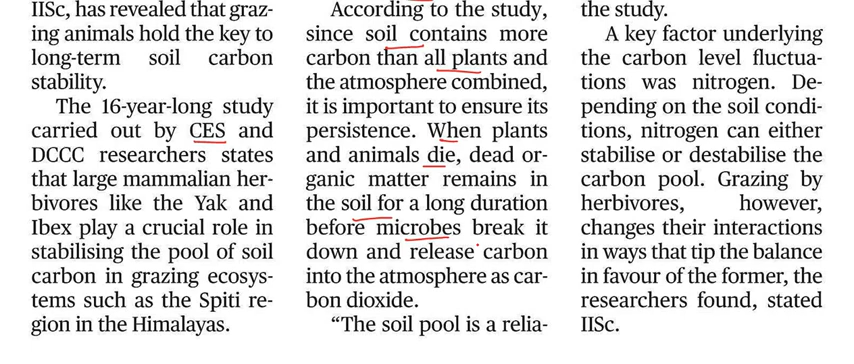 IISc, has revealed that graz-
ing animals hold the key to
long-term soil carbon
stability.
The 16-year-long study
carried out by CES and
DCCC researchers states
that large mammalian her-
bivores like the Yak and
Ibex play a crucial role in
stabilising the pool of soil
carbon in grazing ecosys-
tems such as the Spiti re-
gion in the Himalayas.
According to the study,
since soil contains more
carbon than all plants and
the atmosphere combined,
it is important to ensure its
persistence. When plants
and animals die, dead or-
ganic matter remains in
the soil for a long duration
before microbes break it
down and release carbon
into the atmosphere as car-
bon dioxide.
“The soil pool is a relia-
the study.
A key factor underlying
the carbon level fluctua-
tions was nitrogen. De-
pending on the soil condi-
tions, nitrogen can either
stabilise or destabilise the
carbon pool. Grazing by
herbivores, however,
changes their interactions
in ways that tip the balance
in favour of the former, the
researchers found, stated
IISc.